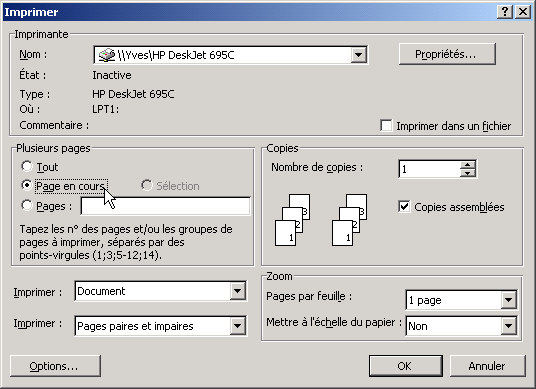 Imprimer
Imprimante
Nom :
\\Yves\HP DeskJet 695C
Propriétés...
État :
Inactive
Type :
HP DeskJet 695C
Où :
LPT1:
Commentaire :
Imprimer dans un fichier
Plusieurs pages
Tout
Page en cours
Sélection
Pages :
Tapez les n° des pages et/ou les groupes de
pages à imprimer, séparés par des
points-virgules (1;3;5-12;14).
Copies
Nombre de copies :
1
3
2
1
3
2
1
Copies assemblées
Imprimer :
Document
Imprimer :
Pages paires et impaires
Zoom
Pages par feuille :
1 page
Mettre à l'échelle du papier :
Non
Options...
OK
Annuler